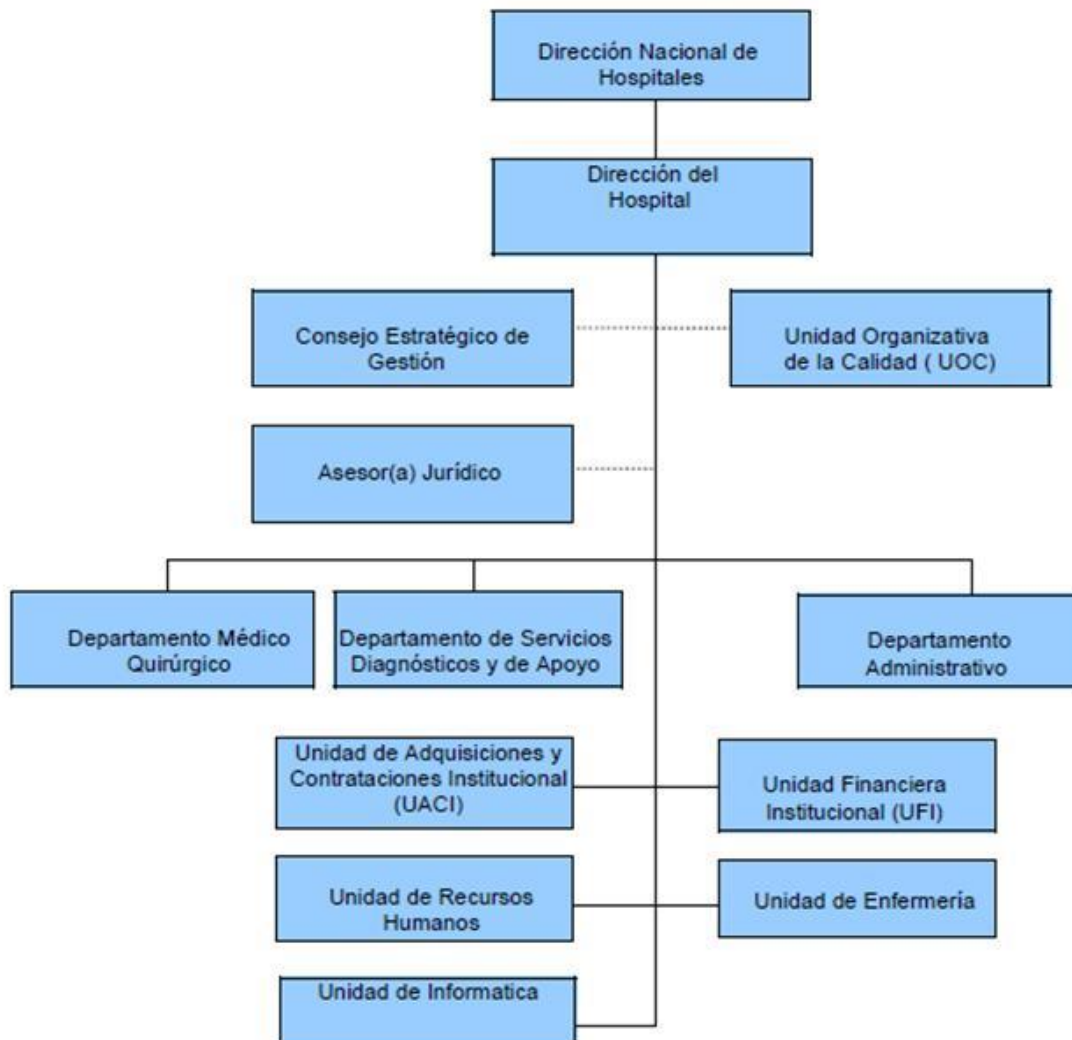 Dirección Nacional de
Hospitales
Dirección del
Hospital
Consejo Estratégico de
Gestión
Unidad Organizativa
de la Calidad ( UOC)
Asesor(a) Jurídico
Departamento Médico
Quirúrgico
Departamento de Servicios
Diagnósticos y de Apoyo
Departamento
Administrativo
Unidad de Adquisiciones y
Contrataciones Institucional
(UACI)
Unidad Financiera
Institucional (UFI)
Unidad de Recursos
Humanos
Unidad de Enfermería
Unidad de Informatica